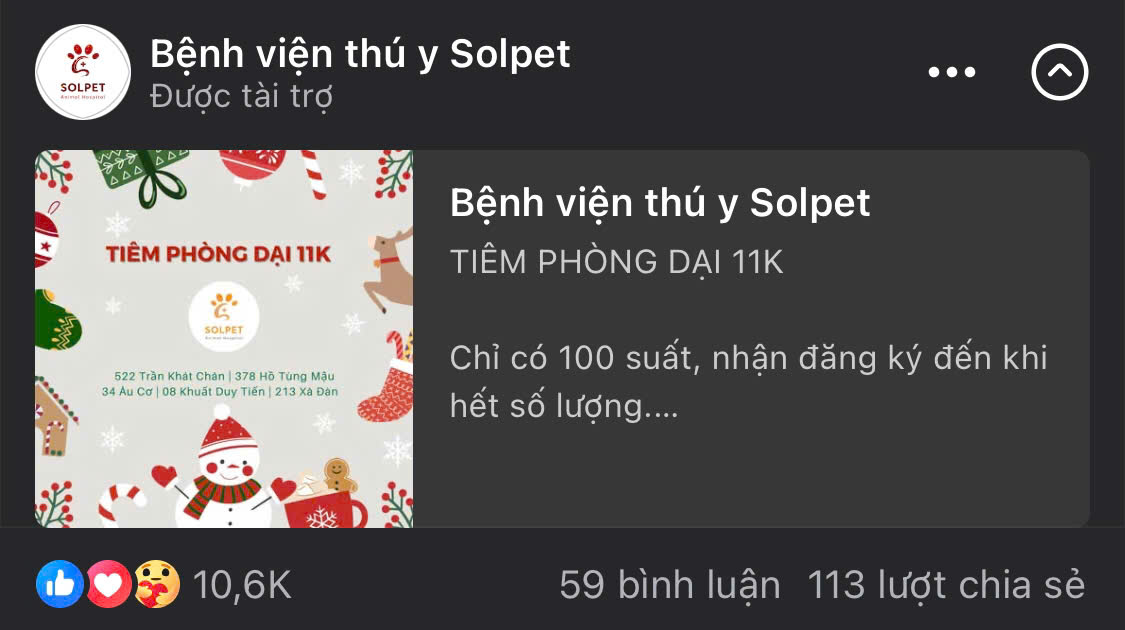 SOLPET
Animal Hospital
Bệnh viện thú y Solpet
Được tài trợ
TIÊM PHÒNG DẠI 11K
SOLPET
Animal Hospital
522 Trần Khát Chân | 378 Hồ Tùng Mậu
34 Âu Cơ | 08 Khuất Duy Tiến | 213 Xã Đàn
Bệnh viện thú y Solpet
TIÊM PHÒNG DẠI 11K
Chỉ có 100 suất, nhận đăng ký đến khi
hết số lượng....
10,6K
59 bình luận
113 lượt chia sẻ